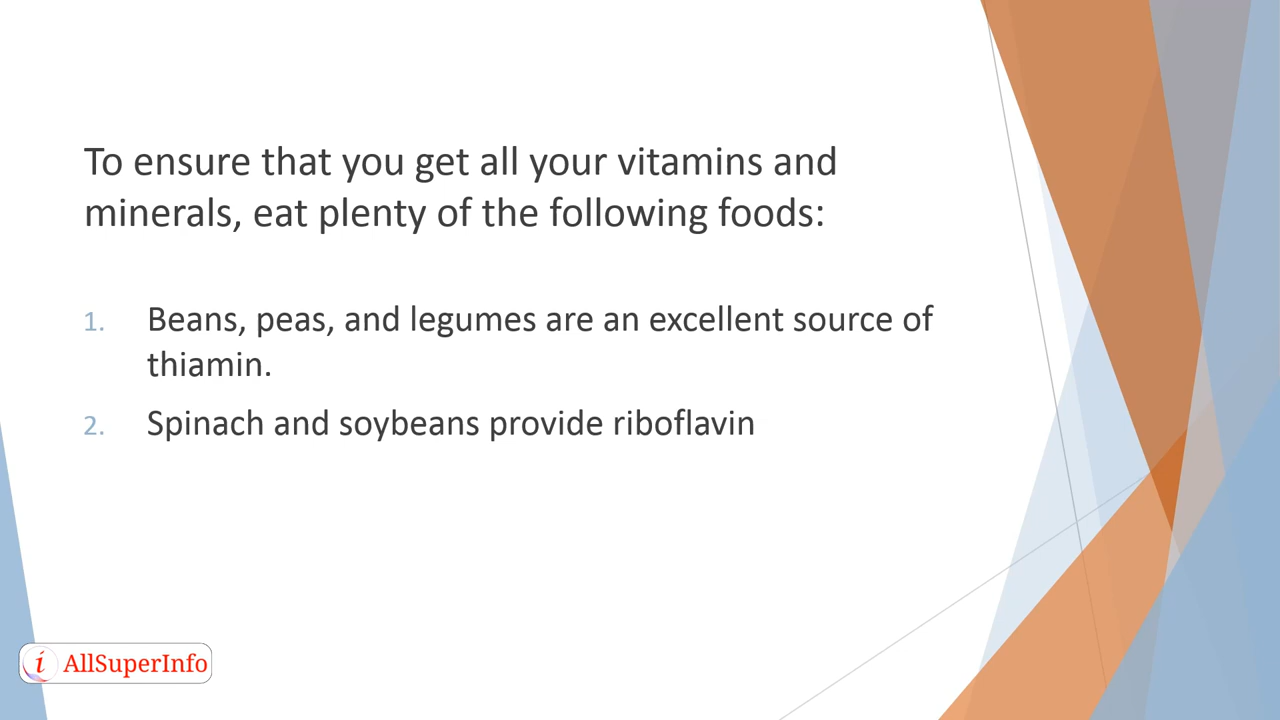 To ensure that you get all your vitamins and
minerals, eat plenty of the following foods:
1. Beans, peas, and legumes are an excellent source of
thiamin.
2. Spinach and soybeans provide riboflavin
i AllSuperInfo